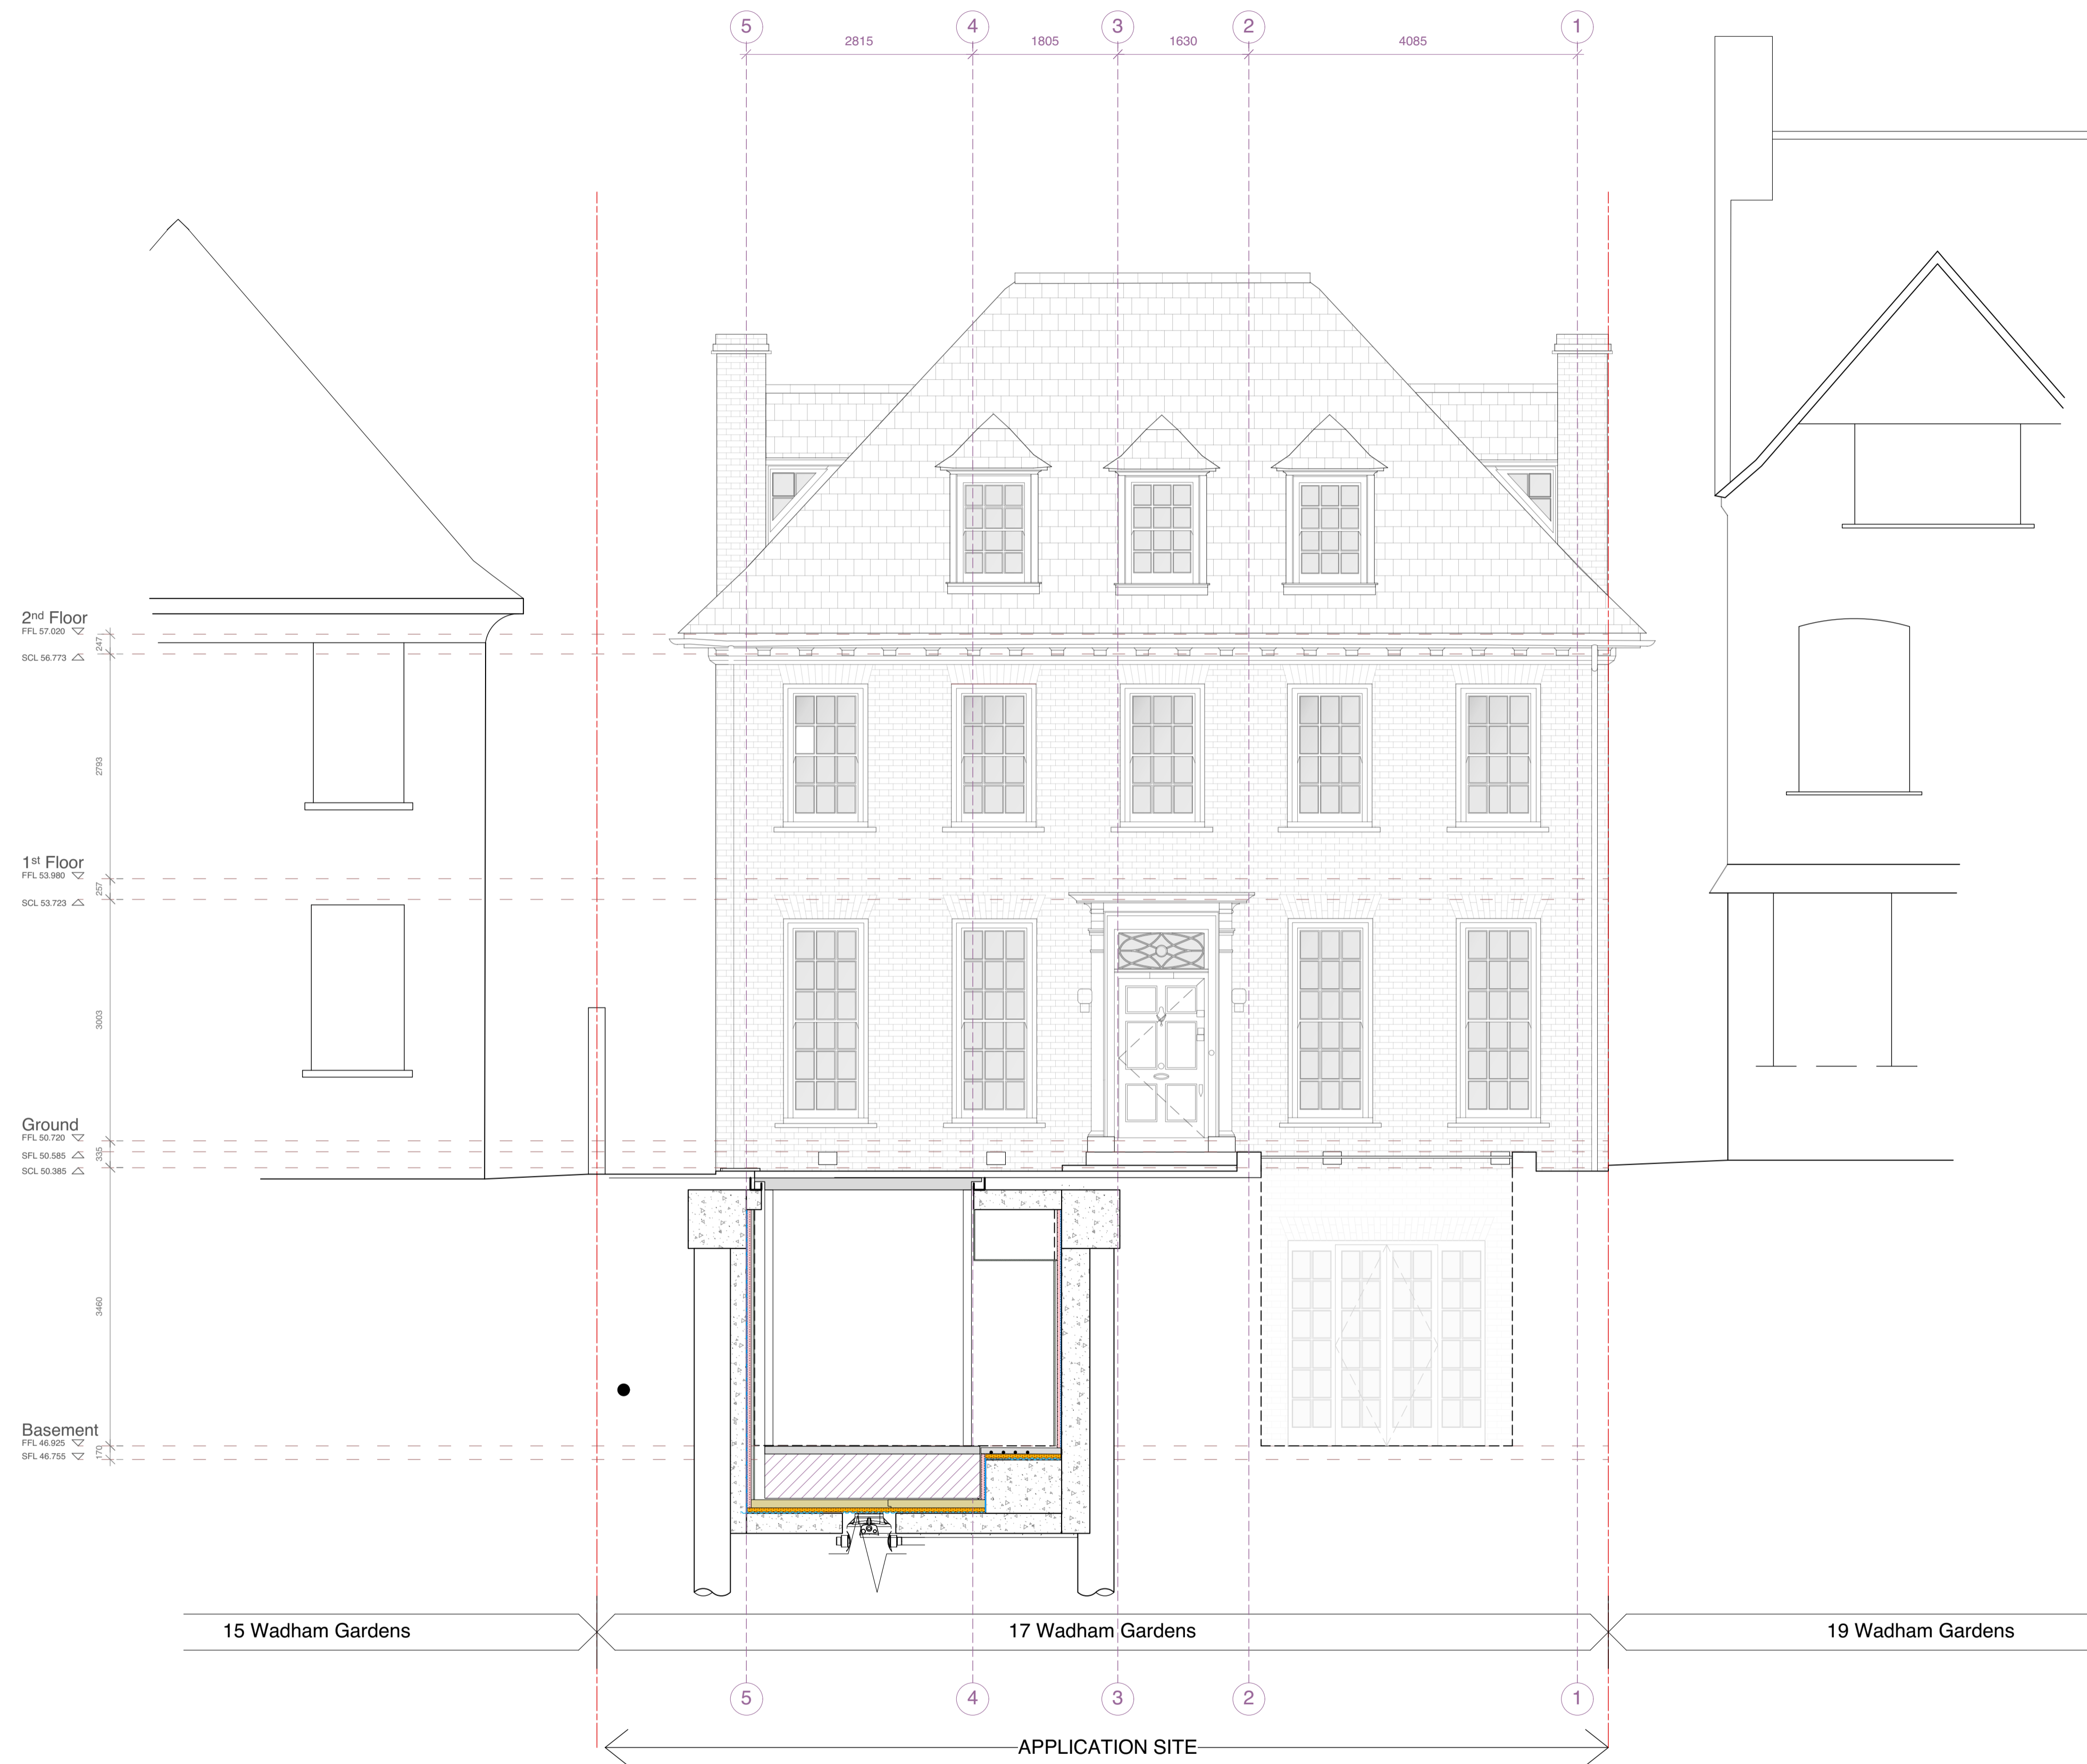 5 4 3 2 1
2815 1805 1630 4085
2nd Floor
FFL 57.020
247
SCL 56.773
2793
1st Floor
FFL 53.980
257
SCL 53.723
3003
Ground
FFL 50.720
SFL 50.585
335
SCL 50.385
3460
Basement
FFL 46.925
170
SFL 46.755
15 Wadham Gardens 17 Wadham Gardens 19 Wadham Gardens
5 4 3 2 1
APPLICATION SITE